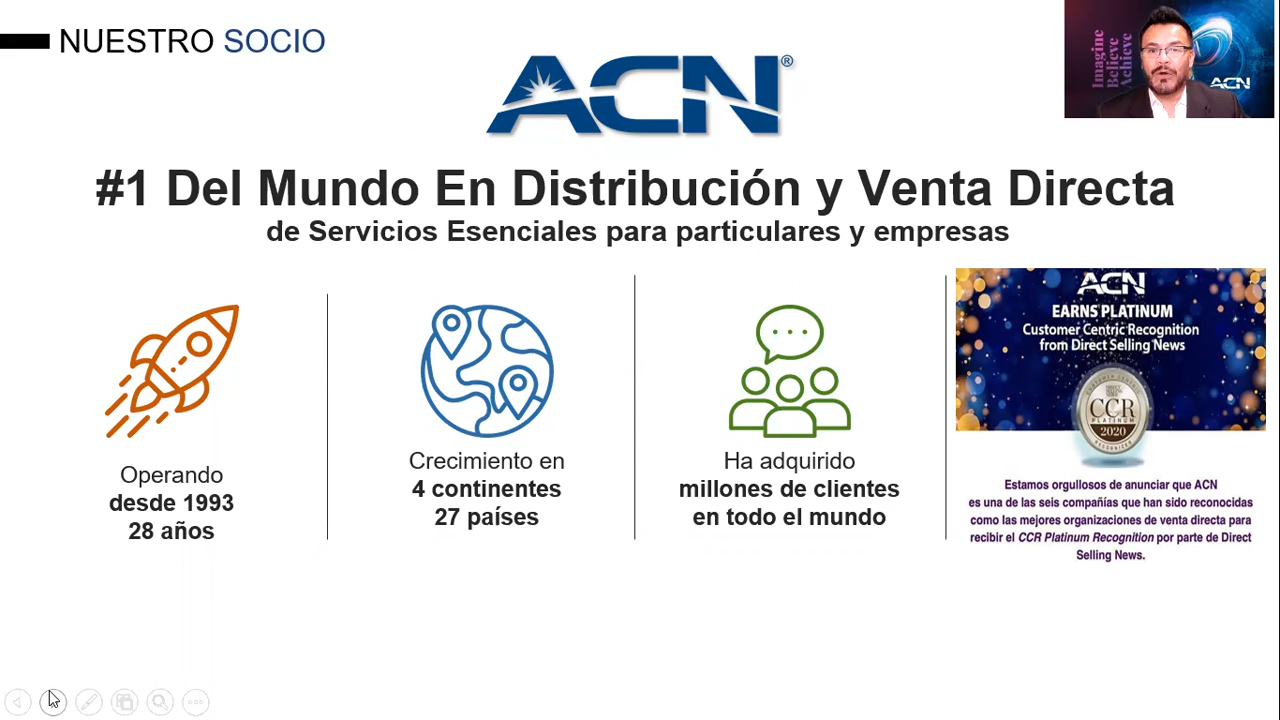 NUESTRO SOCIO
ACN®
Imagine
Believe
Achieve
ACN
#1 Del Mundo En Distribución y Venta Directa
de Servicios Esenciales para particulares y empresas
Operando
desde 1993
28 años
Crecimiento en
4 continentes
27 países
Ha adquirido
millones de clientes
en todo el mundo
ACN
EARNS PLATINUM
Customer Centric Recognition
from Direct Selling News
CCR
PLATINUM
2020
Estamos orgullosos de anunciar que ACN
es una de las seis compañías que han sido reconocidas
como las mejores organizaciones de venta directa para
recibir el CCR Platinum Recognition por parte de Direct
Selling News.